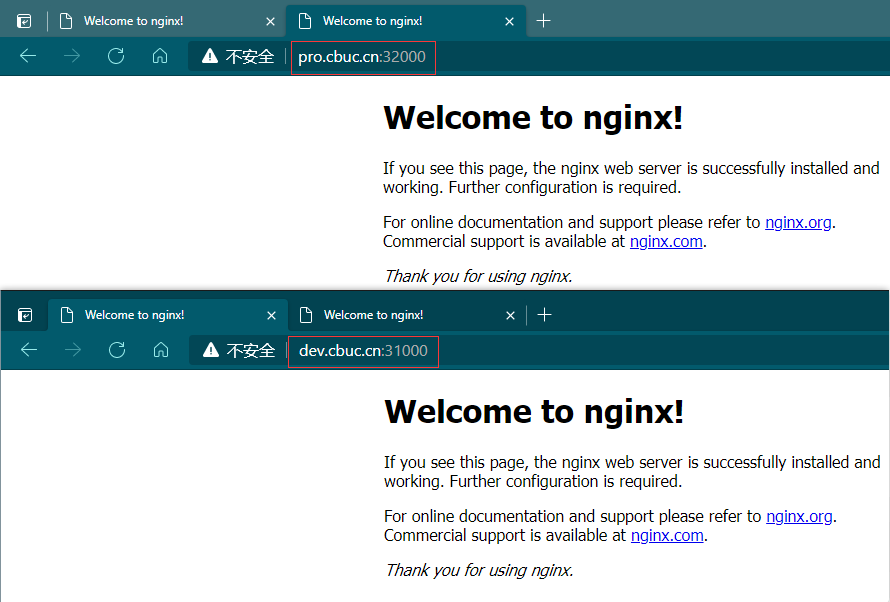 Welcome to nginx!
Welcome to nginx!
不安全
pro.cbuc.cn:32000
Welcome to nginx!
If you see this page, the nginx web server is successfully installed and
working. Further configuration is required.
For online documentation and support please refer to nginx.org.
Commercial support is available at nginx.com.
Thank you for using nginx.
Welcome to nginx!
Welcome to nginx!
不安全
dev.cbuc.cn:31000
Welcome to nginx!
If you see this page, the nginx web server is successfully installed and
working. Further configuration is required.
For online documentation and support please refer to nginx.org.
Commercial support is available at nginx.com.
Thank you for using nginx.